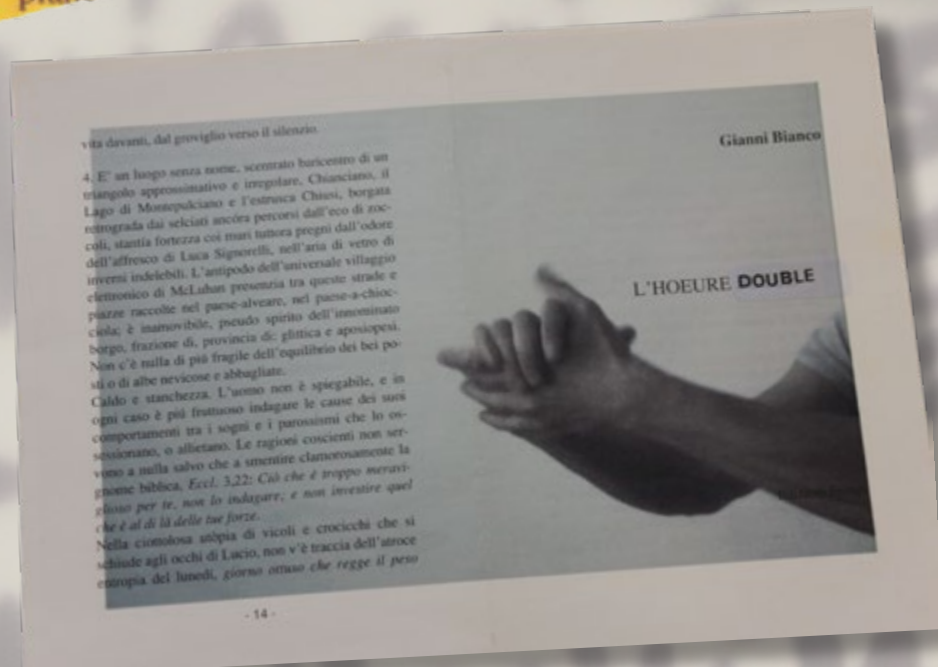 vita davanti, dal groviglio verso il silenzio.
4. E' un luogo senza nome, scentrato baricentro di un
triangolo approssimativo e irregolare, Chianciano, il
Lago di Montepulciano e l'estrusca Chiusi, borgata
retrograda dai selciati ancóra percorsi dall'eco di zoc-
coli, stantía fortezza coi muri tuttora pregni dall'odore
dell'affresco di Luca Signorelli, nell'aria di vetro di
inverni indelebili. L'antipodo dell'universale villaggio
elettronico di McLuhan presenzia tra queste strade e
piazze raccolte nel paese-alveare, nel paese-a-chioc-
ciola; è inamovibile, pseudo spirito dell'innominato
borgo, frazione di, provincia di: glittica e aposiopesi.
Non c'è nulla di più fragile dell'equilibrio dei bei po-
sti o di albe nevicose e abbagliate.
Caldo e stanchezza. L'uomo non è spiegabile, e in
ogni caso è più fruttuoso indagare le cause dei suoi
comportamenti tra i sogni e i parossismi che lo os-
sessionano, o allietano. Le ragioni coscienti non ser-
vono a nulla salvo che a smentire clamorosamente la
gnome biblica, Eccl. 3,22: Ciò che è troppo meravi-
glioso per te, non lo indagare, e non investire quel
che è al di là delle tue forze.
Nella ciottolosa utòpia di vicoli e crocicchi che si
schiude agli occhi di Lucio, non v'è traccia dell'atroce
entropia del lunedì, giorno ottuso che regge il peso
- 14 -
Gianni Bianco
L'HOEURE DOUBLE